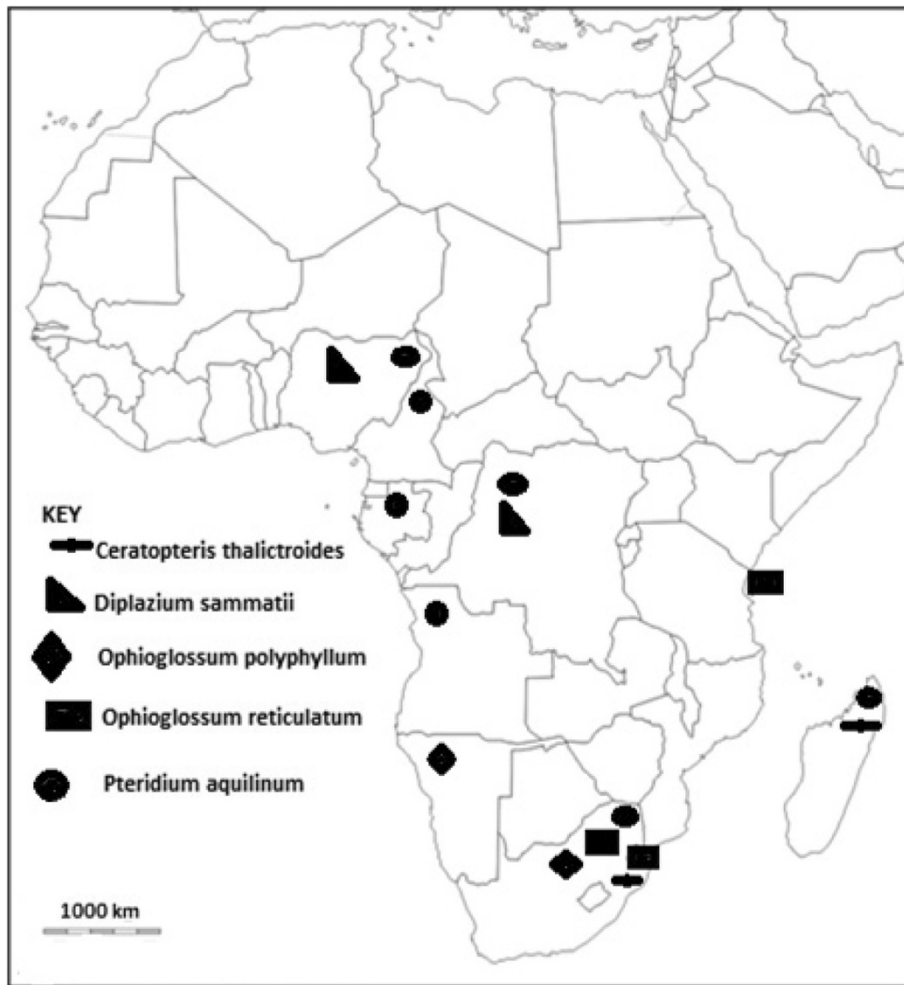 KEY
Ceratopteris thalictroides
Diplazium sammatii
Ophioglossum polyphyllum
Ophioglossum reticulatum
Pteridium aquilinum
1000 km